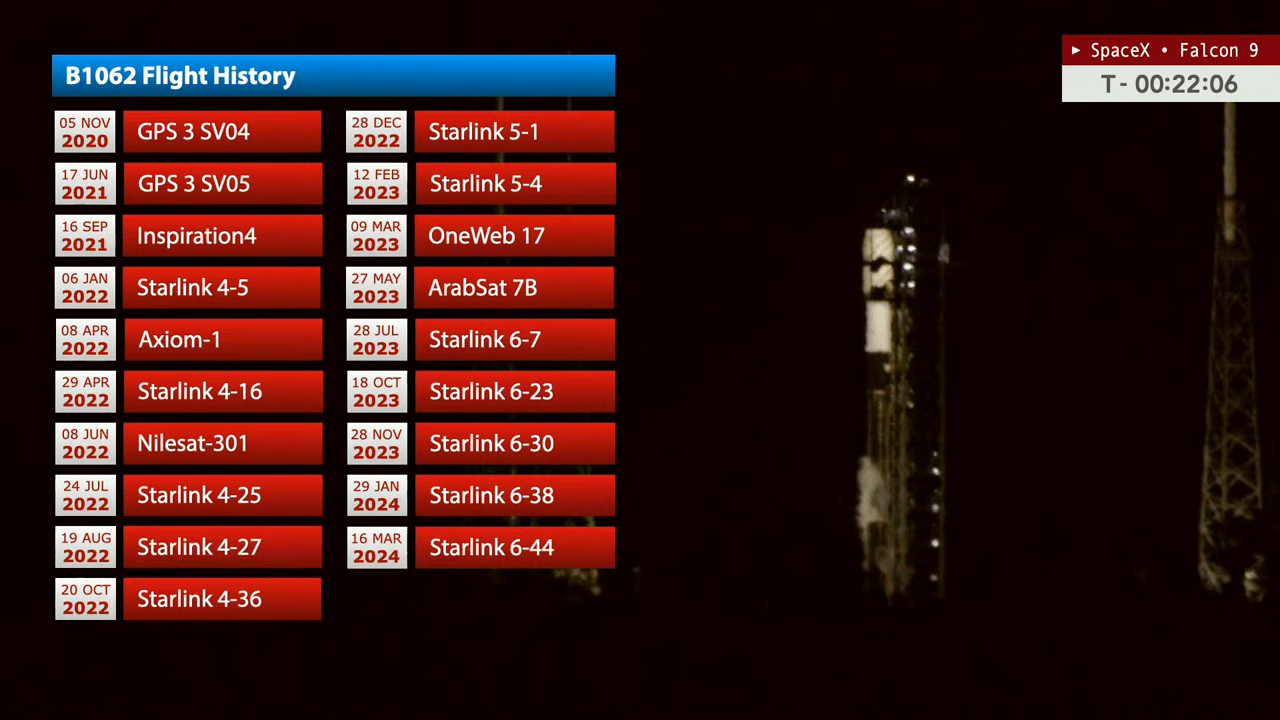 ▶ SpaceX • Falcon 9
T - 00:22:06
B1062 Flight History
05 NOV 2020 GPS 3 SV04
17 JUN 2021 GPS 3 SV05
16 SEP 2021 Inspiration4
06 JAN 2022 Starlink 4-5
08 APR 2022 Axiom-1
29 APR 2022 Starlink 4-16
08 JUN 2022 Nilesat-301
24 JUL 2022 Starlink 4-25
19 AUG 2022 Starlink 4-27
20 OCT 2022 Starlink 4-36
28 DEC 2022 Starlink 5-1
12 FEB 2023 Starlink 5-4
09 MAR 2023 OneWeb 17
27 MAY 2023 ArabSat 7B
28 JUL 2023 Starlink 6-7
18 OCT 2023 Starlink 6-23
28 NOV 2023 Starlink 6-30
29 JAN 2024 Starlink 6-38
16 MAR 2024 Starlink 6-44